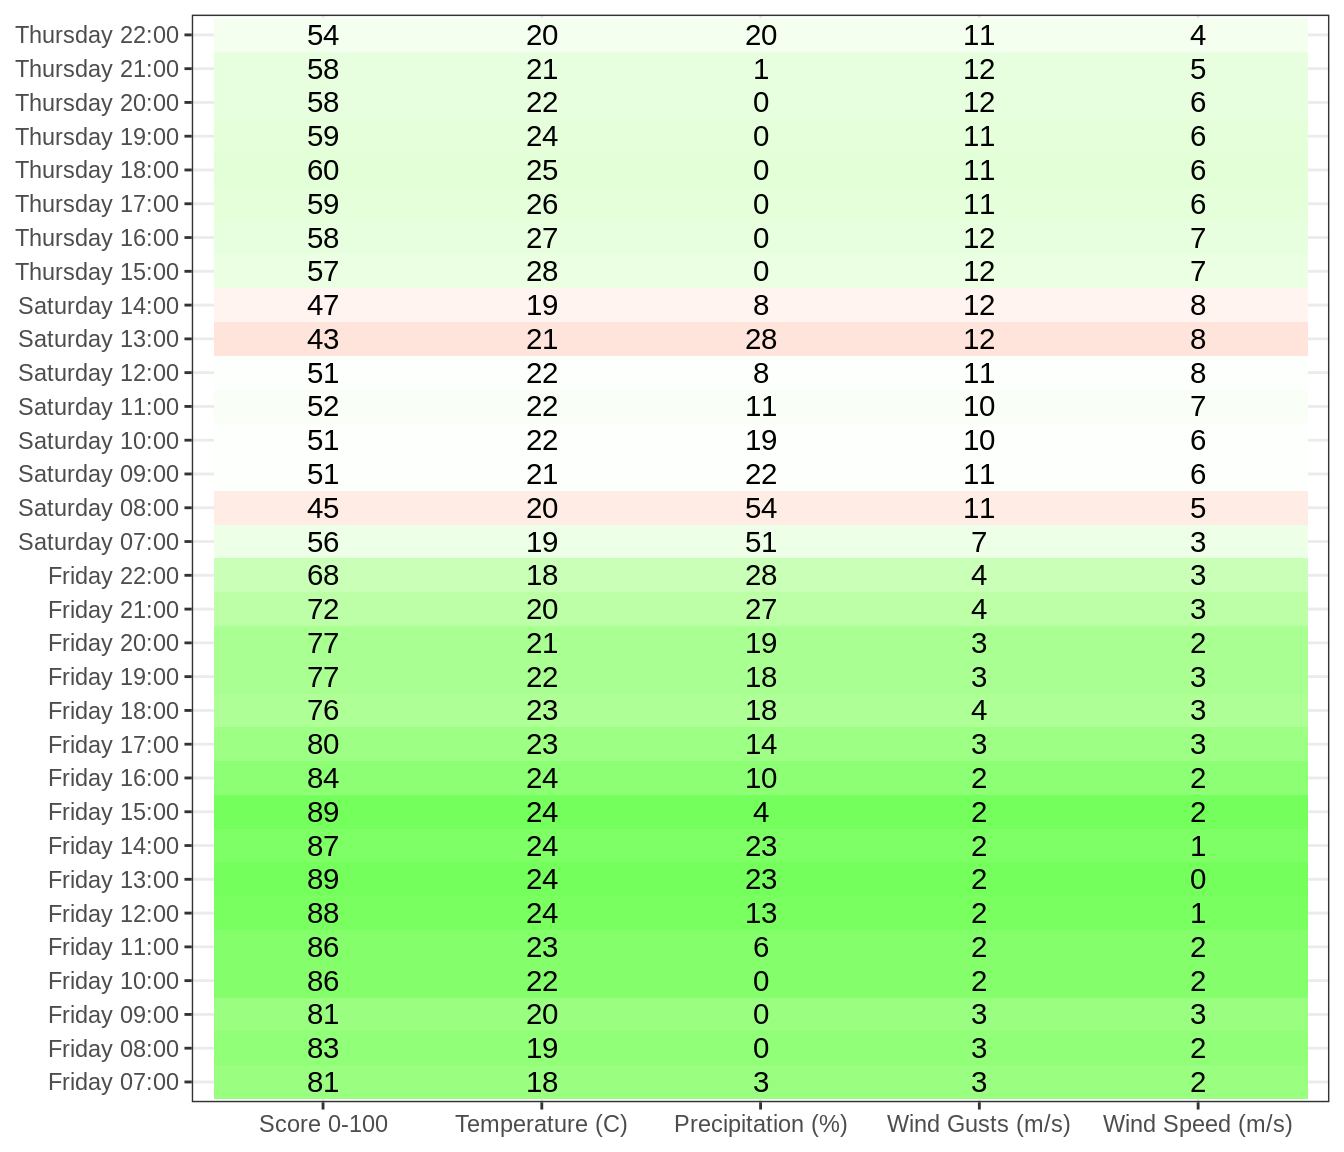 Thursday 22:00 54 20 20 11 4
Thursday 21:00 58 21 1 12 5
Thursday 20:00 58 22 0 12 6
Thursday 19:00 59 24 0 11 6
Thursday 18:00 60 25 0 11 6
Thursday 17:00 59 26 0 11 6
Thursday 16:00 58 27 0 12 7
Thursday 15:00 57 28 0 12 7
Saturday 14:00 47 19 8 12 8
Saturday 13:00 43 21 28 12 8
Saturday 12:00 51 22 8 11 8
Saturday 11:00 52 22 11 10 7
Saturday 10:00 51 22 19 10 6
Saturday 09:00 51 21 22 11 6
Saturday 08:00 45 20 54 11 5
Saturday 07:00 56 19 51 7 3
Friday 22:00 68 18 28 4 3
Friday 21:00 72 20 27 4 3
Friday 20:00 77 21 19 3 2
Friday 19:00 77 22 18 3 3
Friday 18:00 76 23 18 4 3
Friday 17:00 80 23 14 3 3
Friday 16:00 84 24 10 2 2
Friday 15:00 89 24 4 2 2
Friday 14:00 87 24 23 2 1
Friday 13:00 89 24 23 2 0
Friday 12:00 88 24 13 2 1
Friday 11:00 86 23 6 2 2
Friday 10:00 86 22 0 2 2
Friday 09:00 81 20 0 3 3
Friday 08:00 83 19 0 3 2
Friday 07:00 81 18 3 3 2
Score 0-100 Temperature (C) Precipitation (%) Wind Gusts (m/s) Wind Speed (m/s)